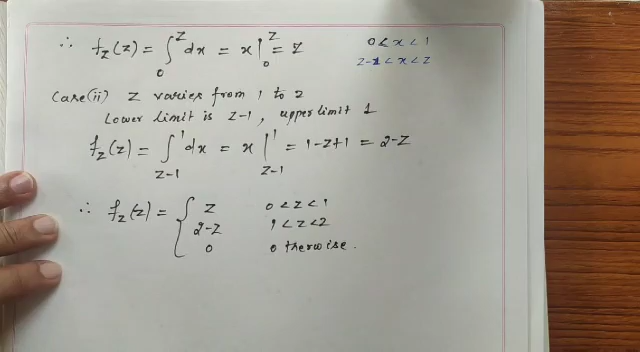 ∴ f_Z(z) = ∫_0^z dx = x |_0^z = z    0 < x < 1
z-1 < x < z
Case(ii) z varies from 1 to 2
Lower limit is z-1, upper limit 1
f_Z(z) = ∫_{z-1}^1 dx = x |_{z-1}^1 = 1-z+1 = 2-z
∴ f_Z(z) = { z    0 < z < 1
2-z    1 < z < 2
0    otherwise.